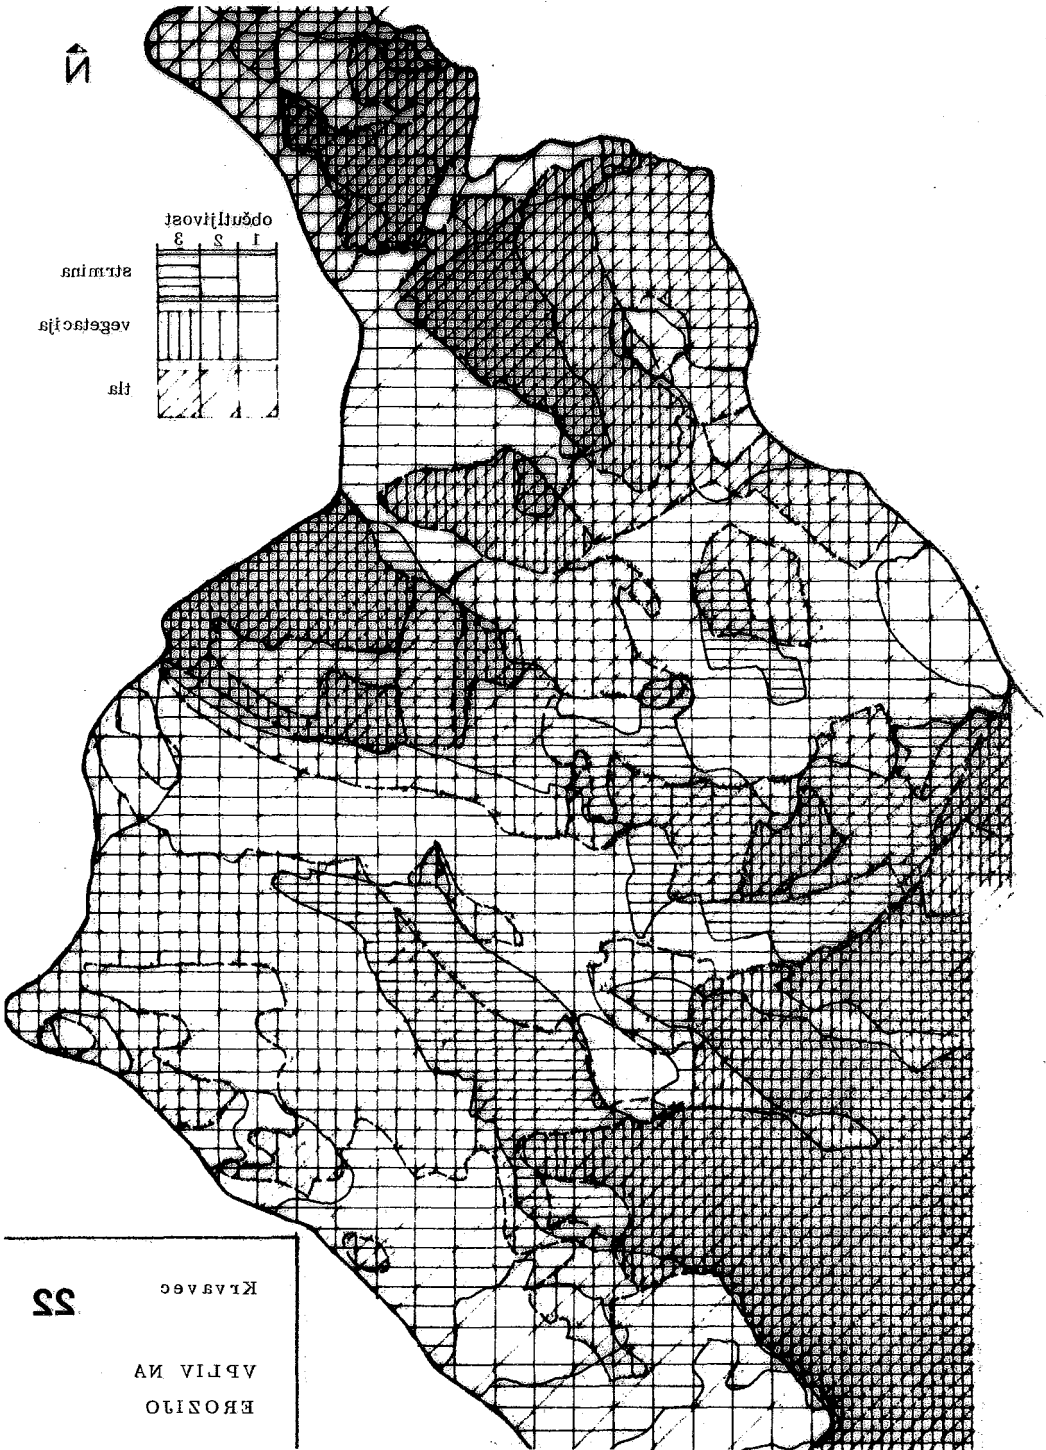 N
občutljivost
1 2 3
strmina
vegetacija
tla
Krvavec
22
VPLIV NA
EROZIJO